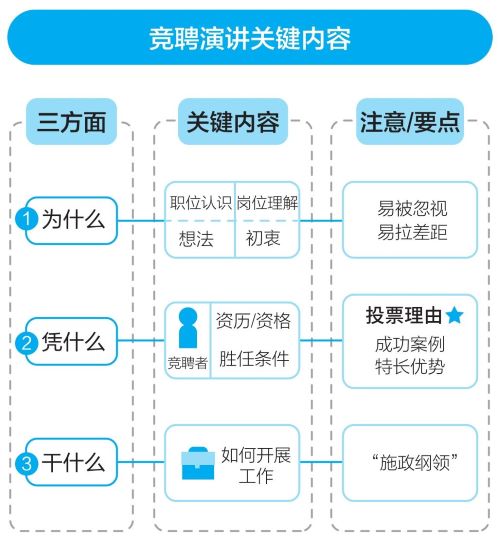 竞聘演讲关键内容
三方面
关键内容
注意/要点
1 为什么
职位认识 岗位理解
想法 初衷
易被忽视
易拉差距
2 凭什么
竞聘者
资历/资格
胜任条件
投票理由
成功案例
特长优势
3 干什么
如何开展
工作
“施政纲领”